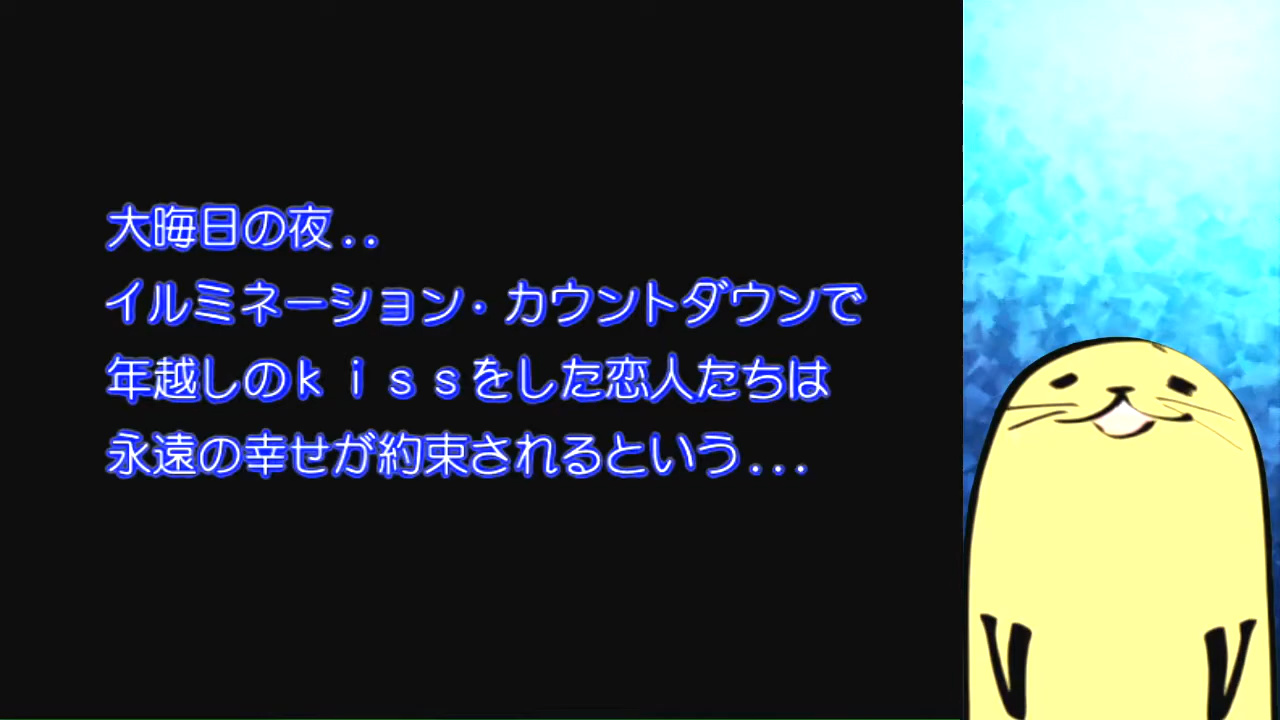 大晦日の夜..
イルミネーション・カウントダウンで
年越しのｋｉｓｓをした恋人たちは
永遠の幸せが約束されるという...